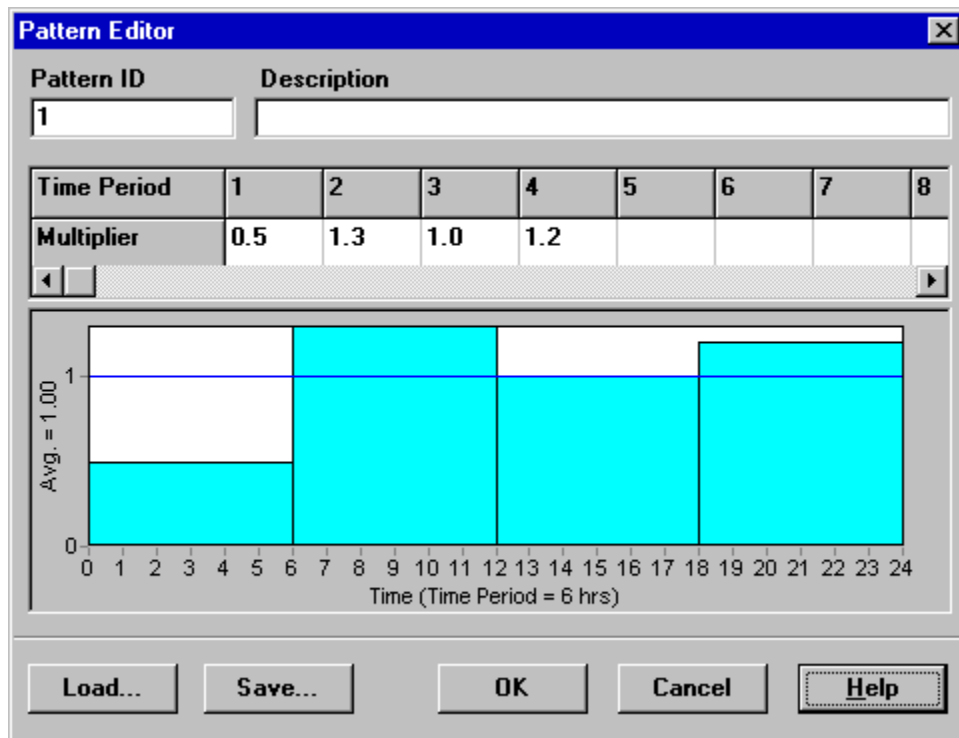 Pattern Editor
Pattern ID Description
1
Time Period 1 2 3 4 5 6 7 8
Multiplier 0.5 1.3 1.0 1.2
Avg. = 1.00
1
0
0 1 2 3 4 5 6 7 8 9 10 11 12 13 14 15 16 17 18 19 20 21 22 23 24
Time (Time Period = 6 hrs)
Load... Save... OK Cancel Help